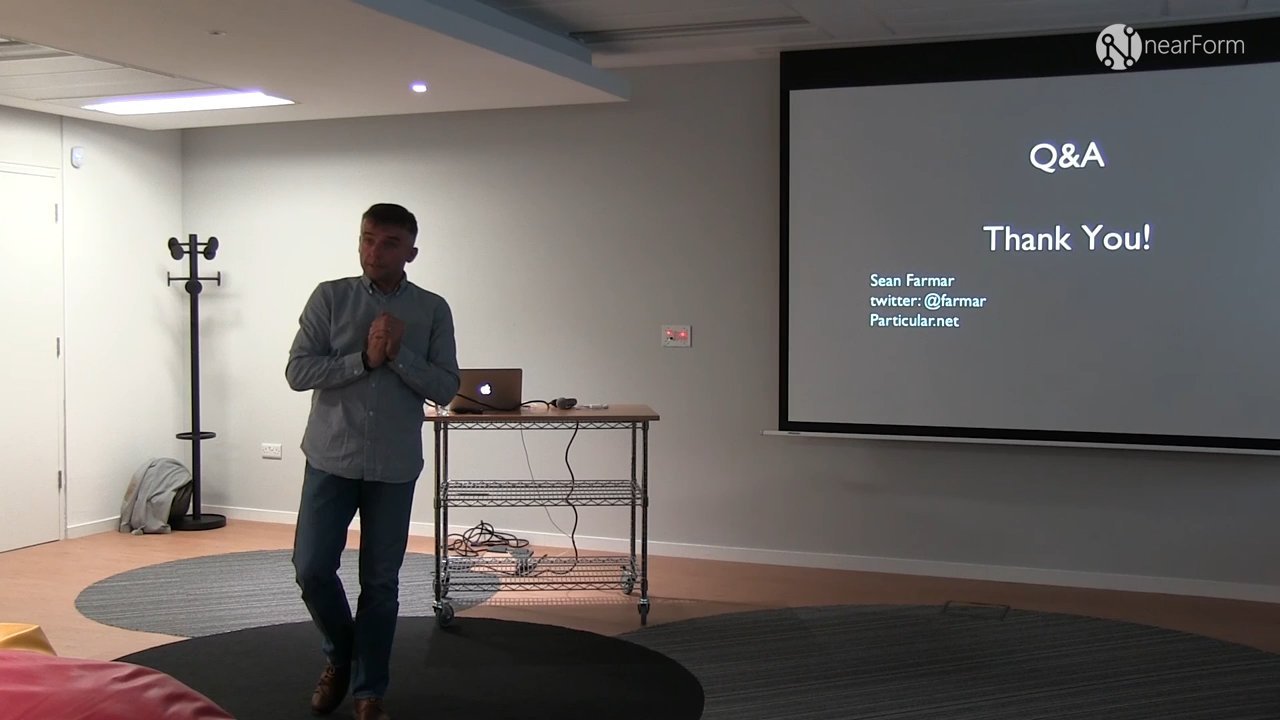 nearForm
Q&A
Thank You!
Sean Farmar
twitter: @farmar
Particular.net